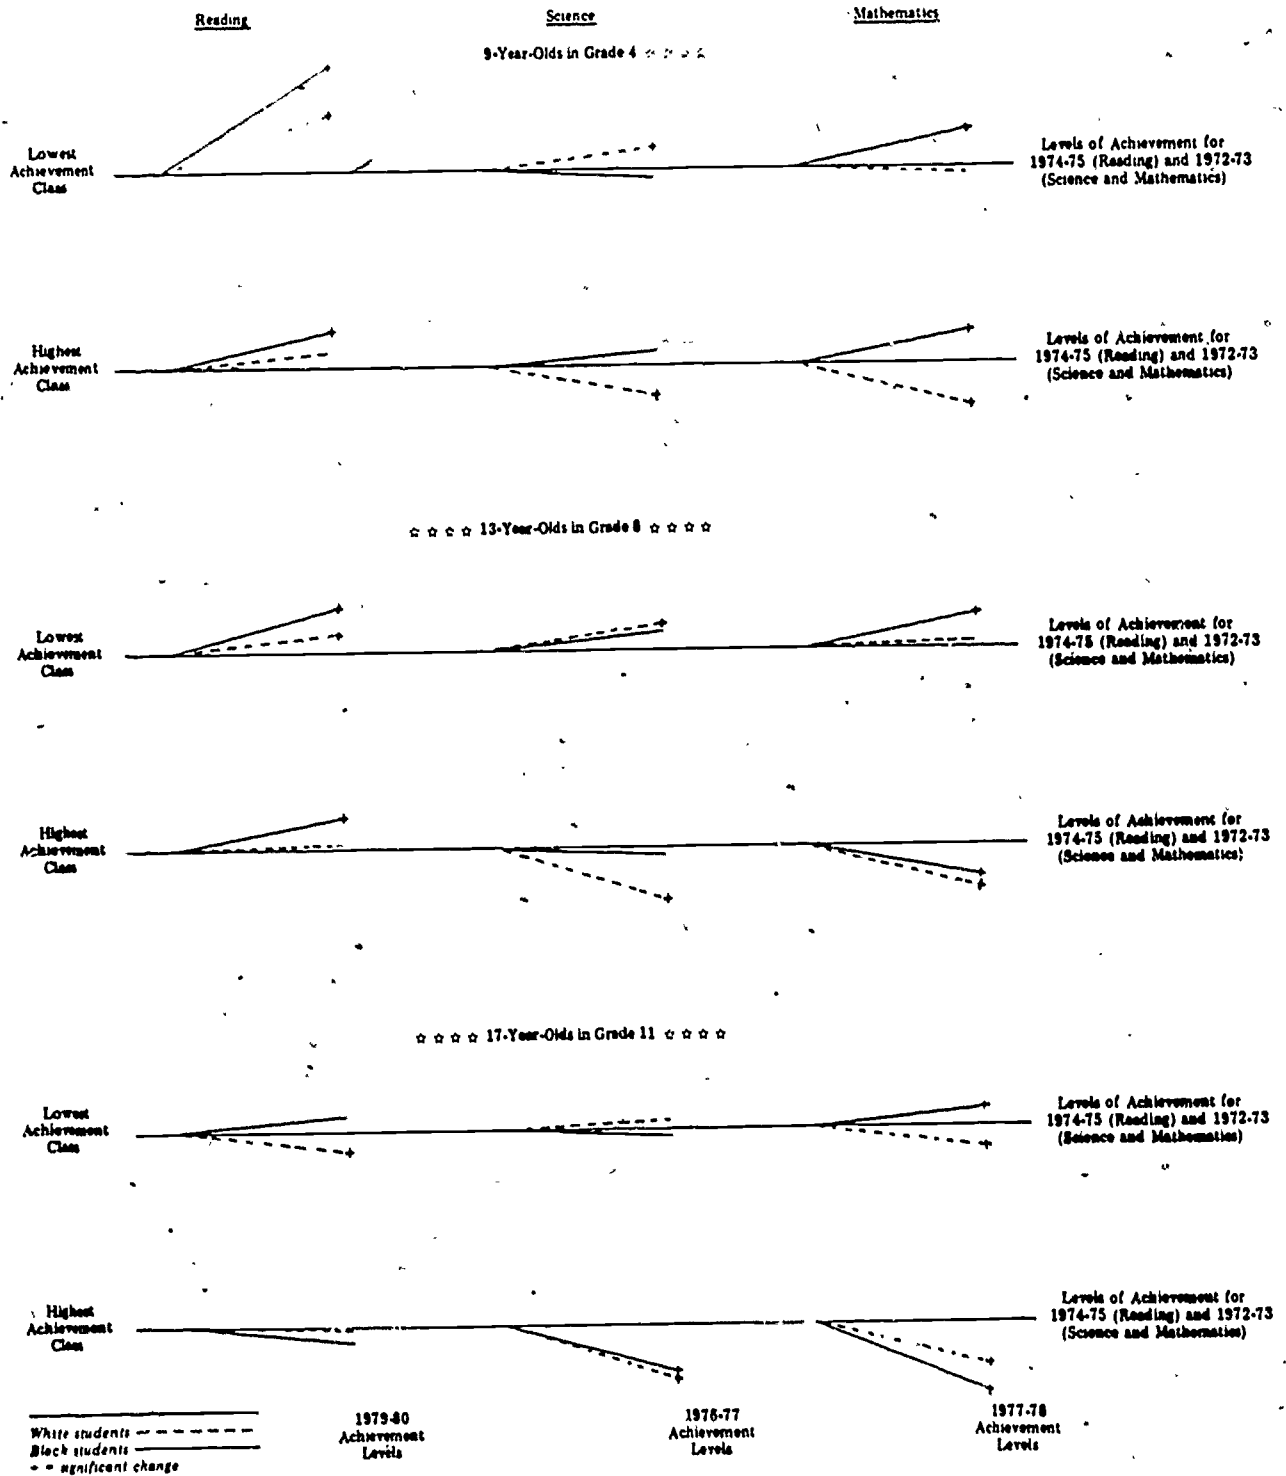 Reading Science Mathematics
9-Year-Olds in Grade 4 ☆ ☆ ☆ ☆
Lowest
Achievement
Class
Levels of Achievement for
1974-75 (Reading) and 1972-73
(Science and Mathematics)
Highest
Achievement
Class
Levels of Achievement for
1974-75 (Reading) and 1972-73
(Science and Mathematics)
☆ ☆ ☆ ☆ 13-Year-Olds in Grade 8 ☆ ☆ ☆ ☆
Lowest
Achievement
Class
Levels of Achievement for
1974-75 (Reading) and 1972-73
(Science and Mathematics)
Highest
Achievement
Class
Levels of Achievement for
1974-75 (Reading) and 1972-73
(Science and Mathematics)
☆ ☆ ☆ ☆ 17-Year-Olds in Grade 11 ☆ ☆ ☆ ☆
Lowest
Achievement
Class
Levels of Achievement for
1974-75 (Reading) and 1972-73
(Science and Mathematics)
Highest
Achievement
Class
Levels of Achievement for
1974-75 (Reading) and 1972-73
(Science and Mathematics)
White students
Black students
+ = significant change
1979-80
Achievement
Levels
1976-77
Achievement
Levels
1977-78
Achievement
Levels